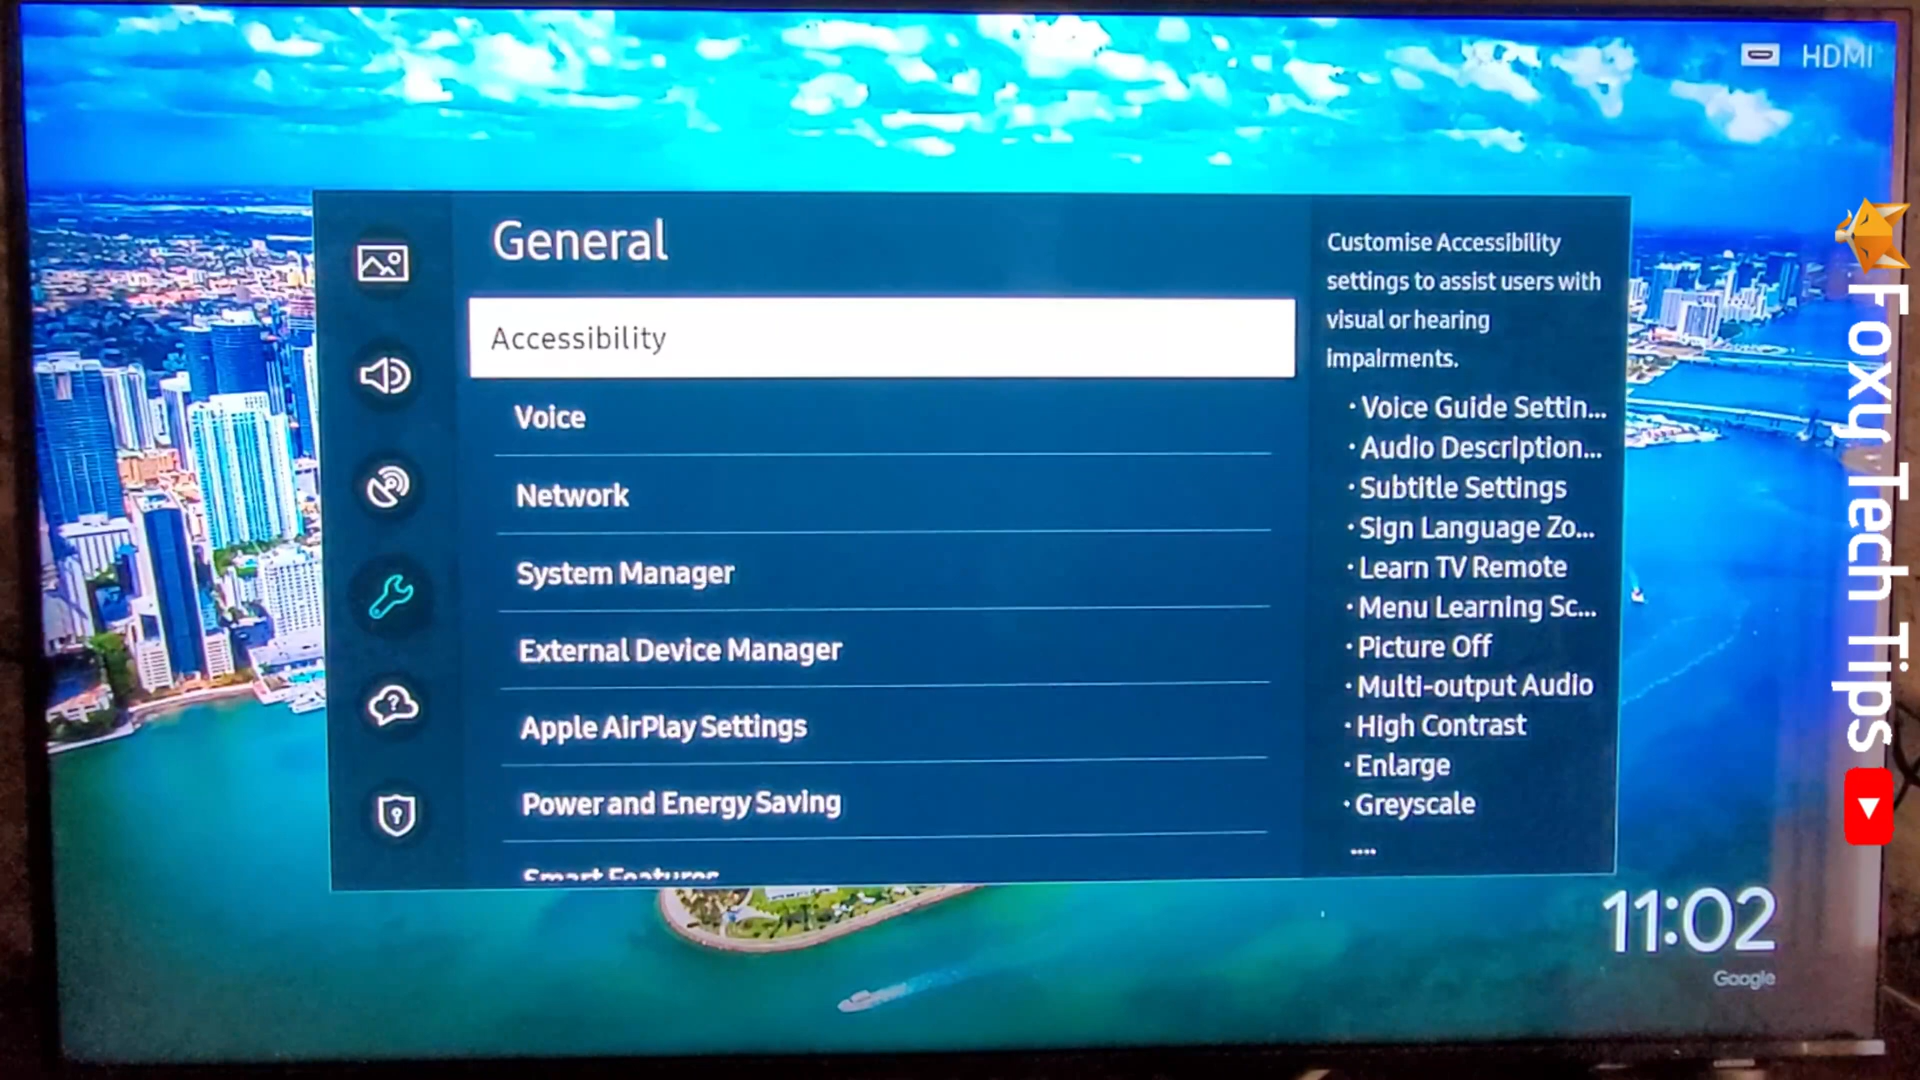 HDMI
General
Accessibility
Voice
Network
System Manager
External Device Manager
Apple AirPlay Settings
Power and Energy Saving
Smart Features
Customise Accessibility
settings to assist users with
visual or hearing
impairments.
· Voice Guide Settin...
· Audio Description...
· Subtitle Settings
· Sign Language Zo...
· Learn TV Remote
· Menu Learning Sc...
· Picture Off
· Multi-output Audio
· High Contrast
· Enlarge
· Greyscale
....
11:02
Google
Foxy Tech Tips